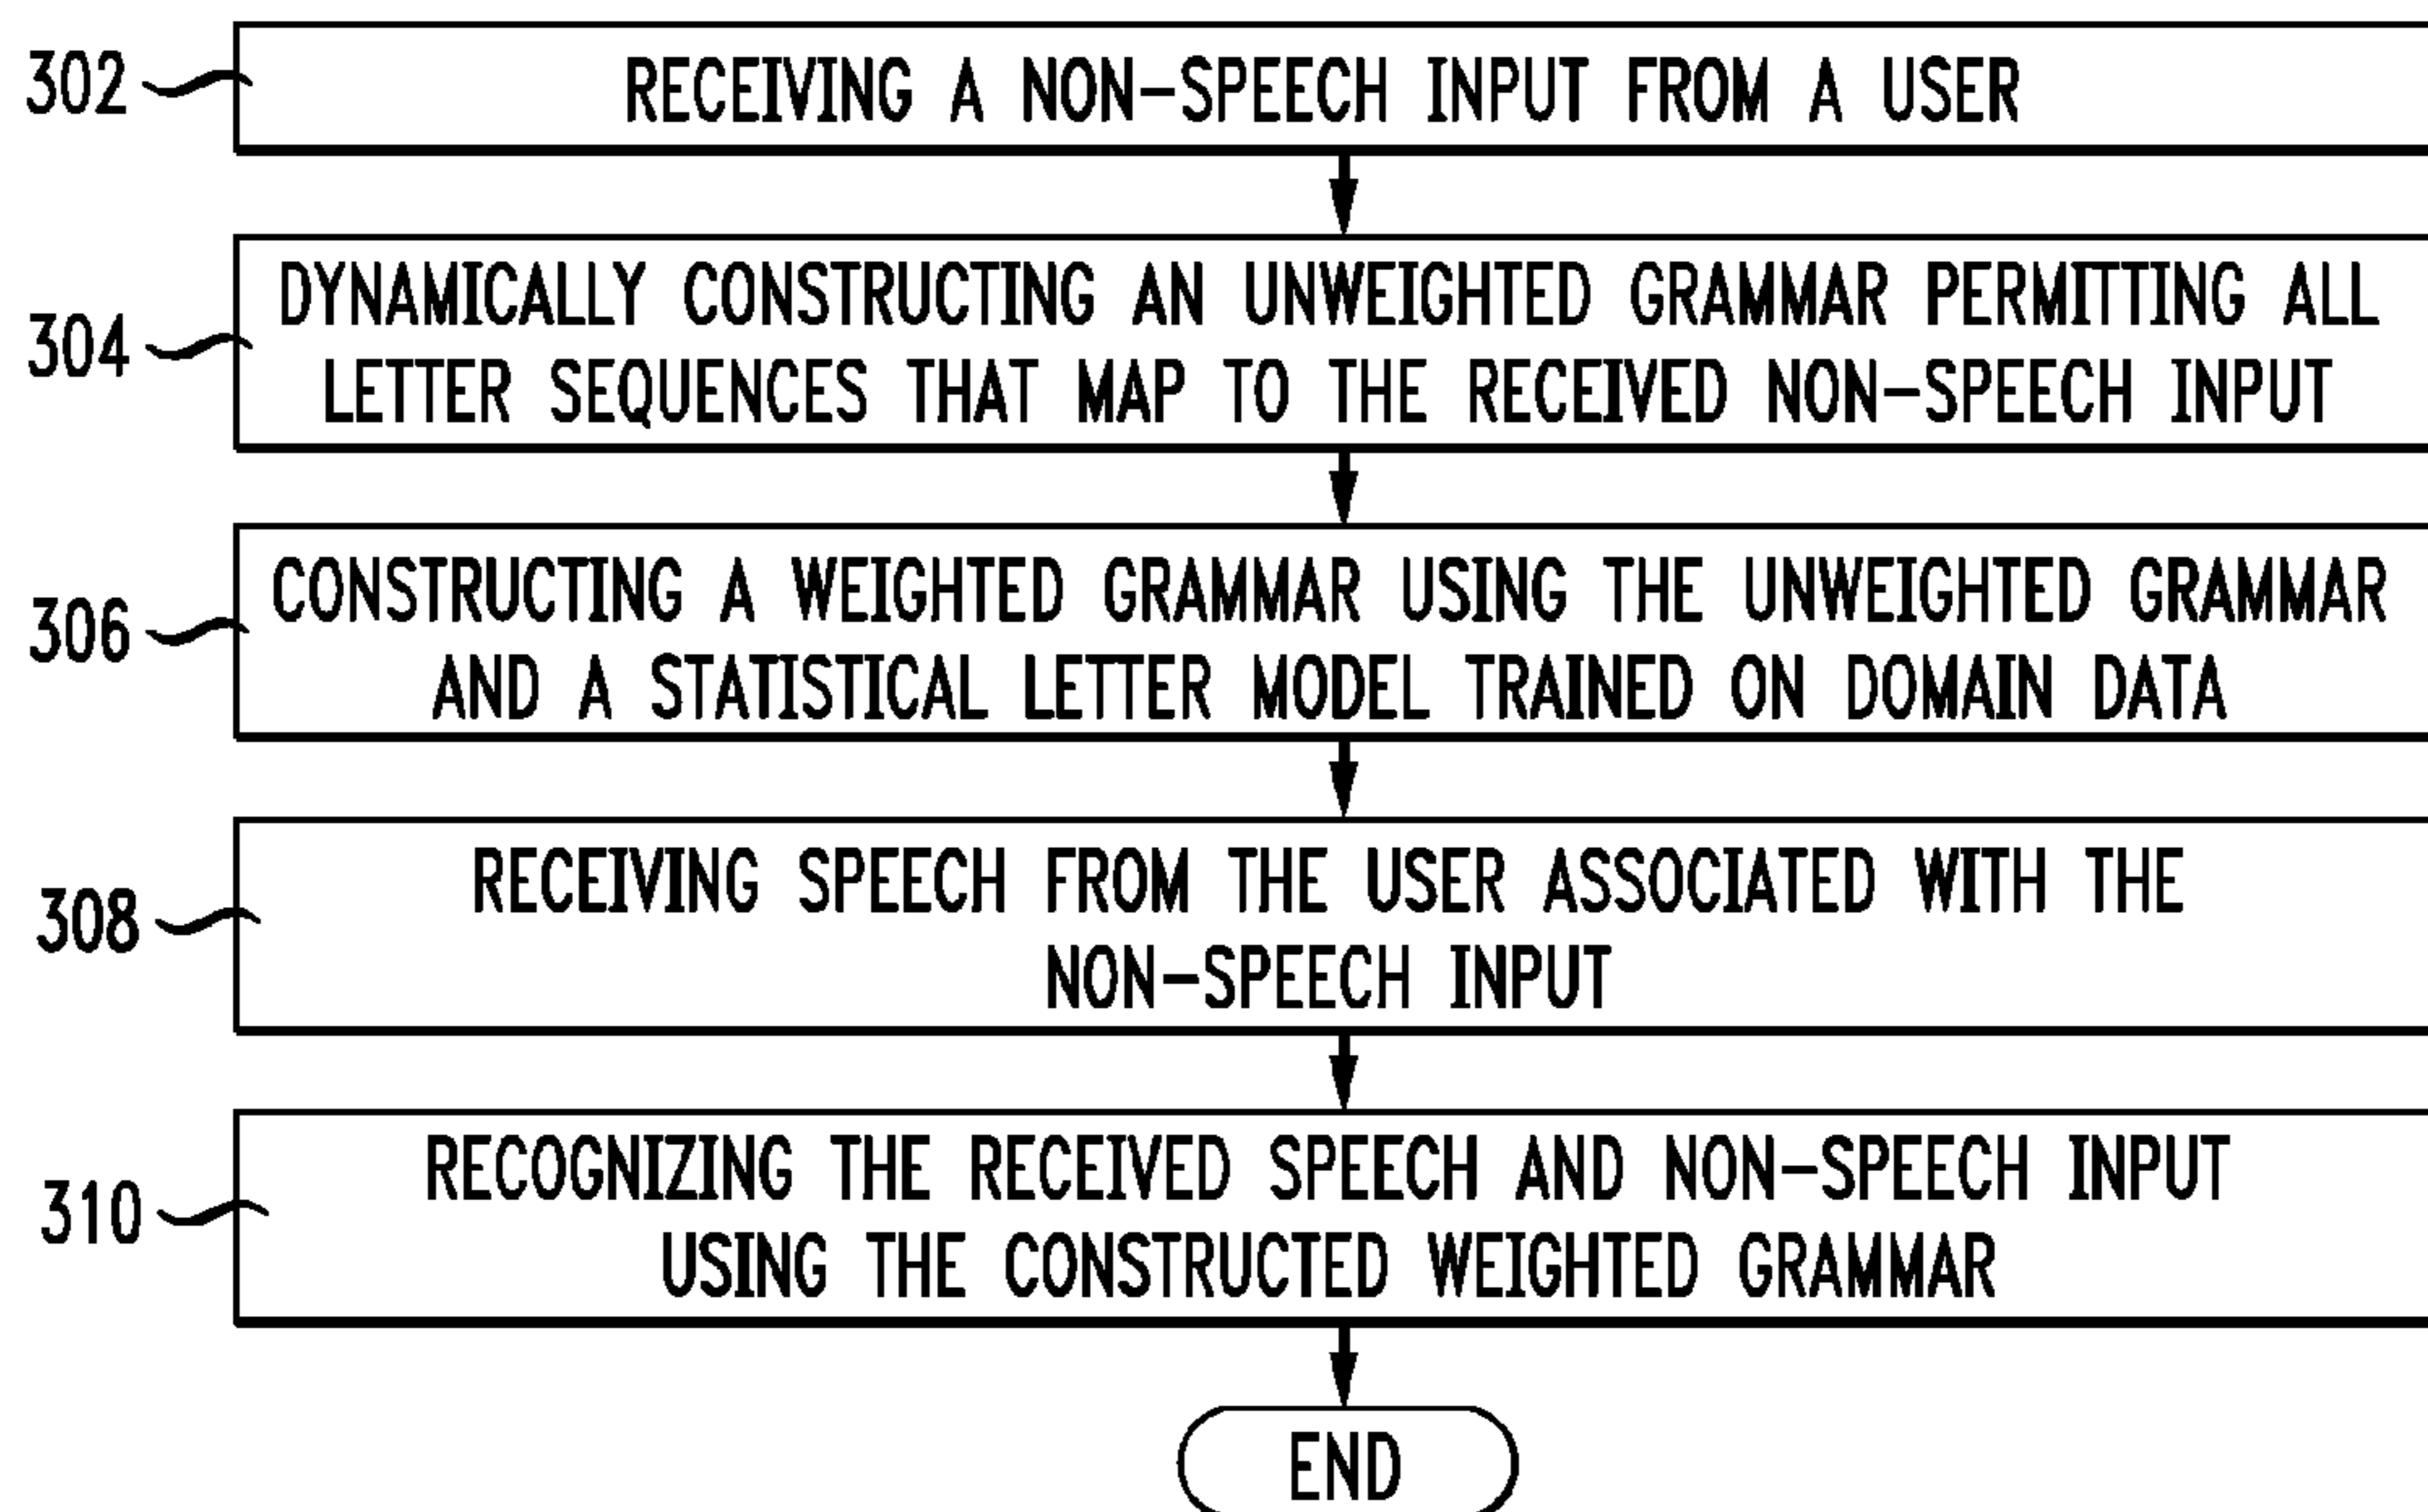 302
RECEIVING A NON-SPEECH INPUT FROM A USER
304
DYNAMICALLY CONSTRUCTING AN UNWEIGHTED GRAMMAR PERMITTING ALL
LETTER SEQUENCES THAT MAP TO THE RECEIVED NON-SPEECH INPUT
306
CONSTRUCTING A WEIGHTED GRAMMAR USING THE UNWEIGHTED GRAMMAR
AND A STATISTICAL LETTER MODEL TRAINED ON DOMAIN DATA
308
RECEIVING SPEECH FROM THE USER ASSOCIATED WITH THE
NON-SPEECH INPUT
310
RECOGNIZING THE RECEIVED SPEECH AND NON-SPEECH INPUT
USING THE CONSTRUCTED WEIGHTED GRAMMAR
END